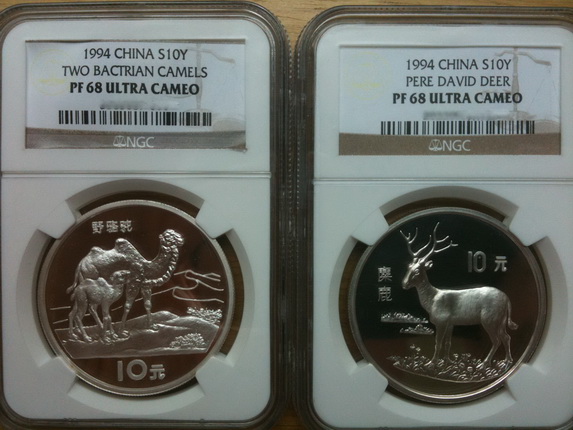 1994 CHINA S10Y
TWO BACTRIAN CAMELS
PF 68 ULTRA CAMEO
NGC
野骆驼
10元
1994 CHINA S10Y
PERE DAVID DEER
PF 68 ULTRA CAMEO
NGC
10元
麋鹿